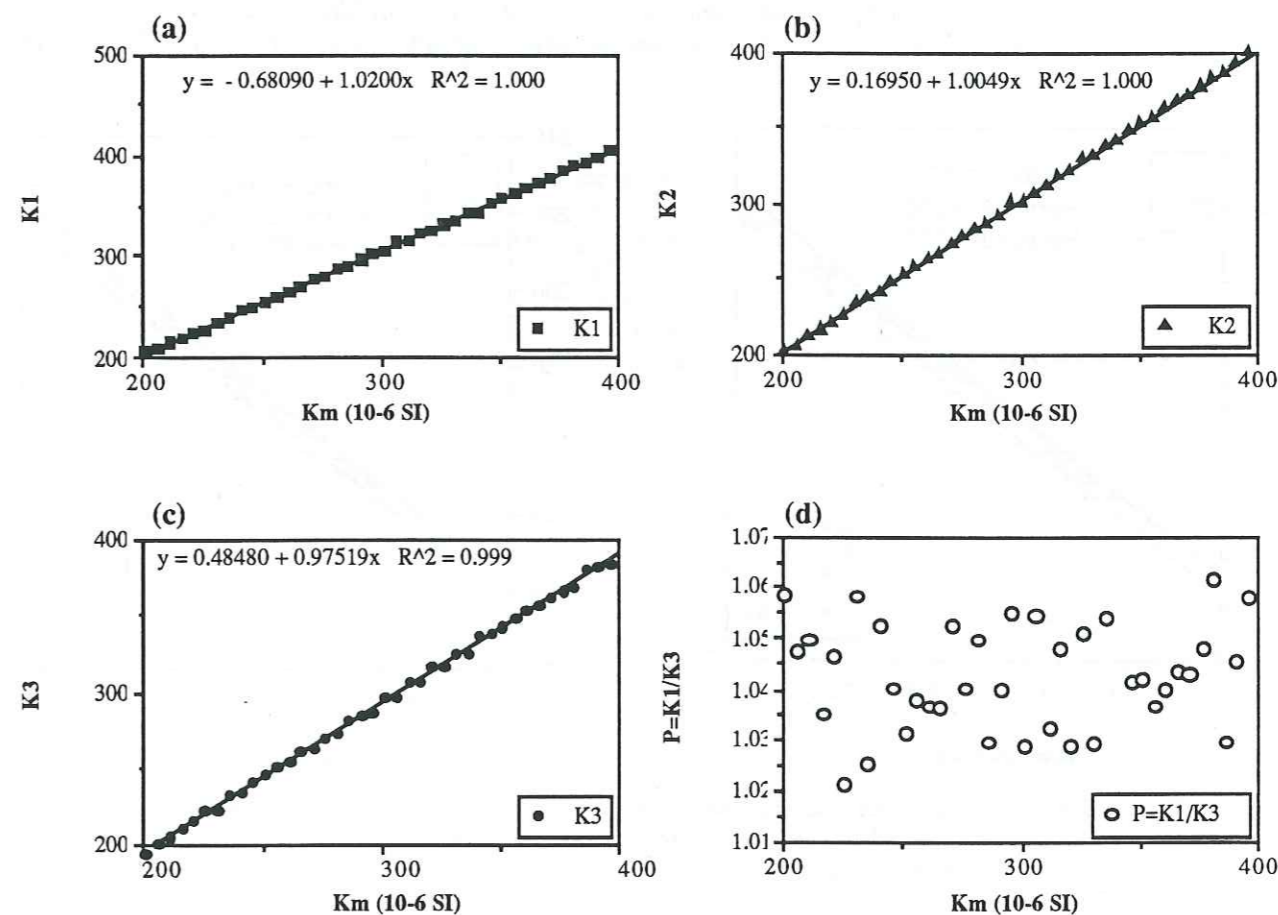 (a)
500
y = - 0.68090 + 1.0200x R^2 = 1.000
400
K1
300
200
K1
200 300 400
Km (10-6 SI)
(b)
400
y = 0.16950 + 1.0049x R^2 = 1.000
K2
300
200
K2
200 300 400
Km (10-6 SI)
(c)
400
y = 0.48480 + 0.97519x R^2 = 0.999
300
K3
200
K3
200 300 400
Km (10-6 SI)
(d)
1.07
1.06
1.05
1.04
P=K1/K3
1.03
1.02
1.01
P=K1/K3
200 300 400
Km (10-6 SI)